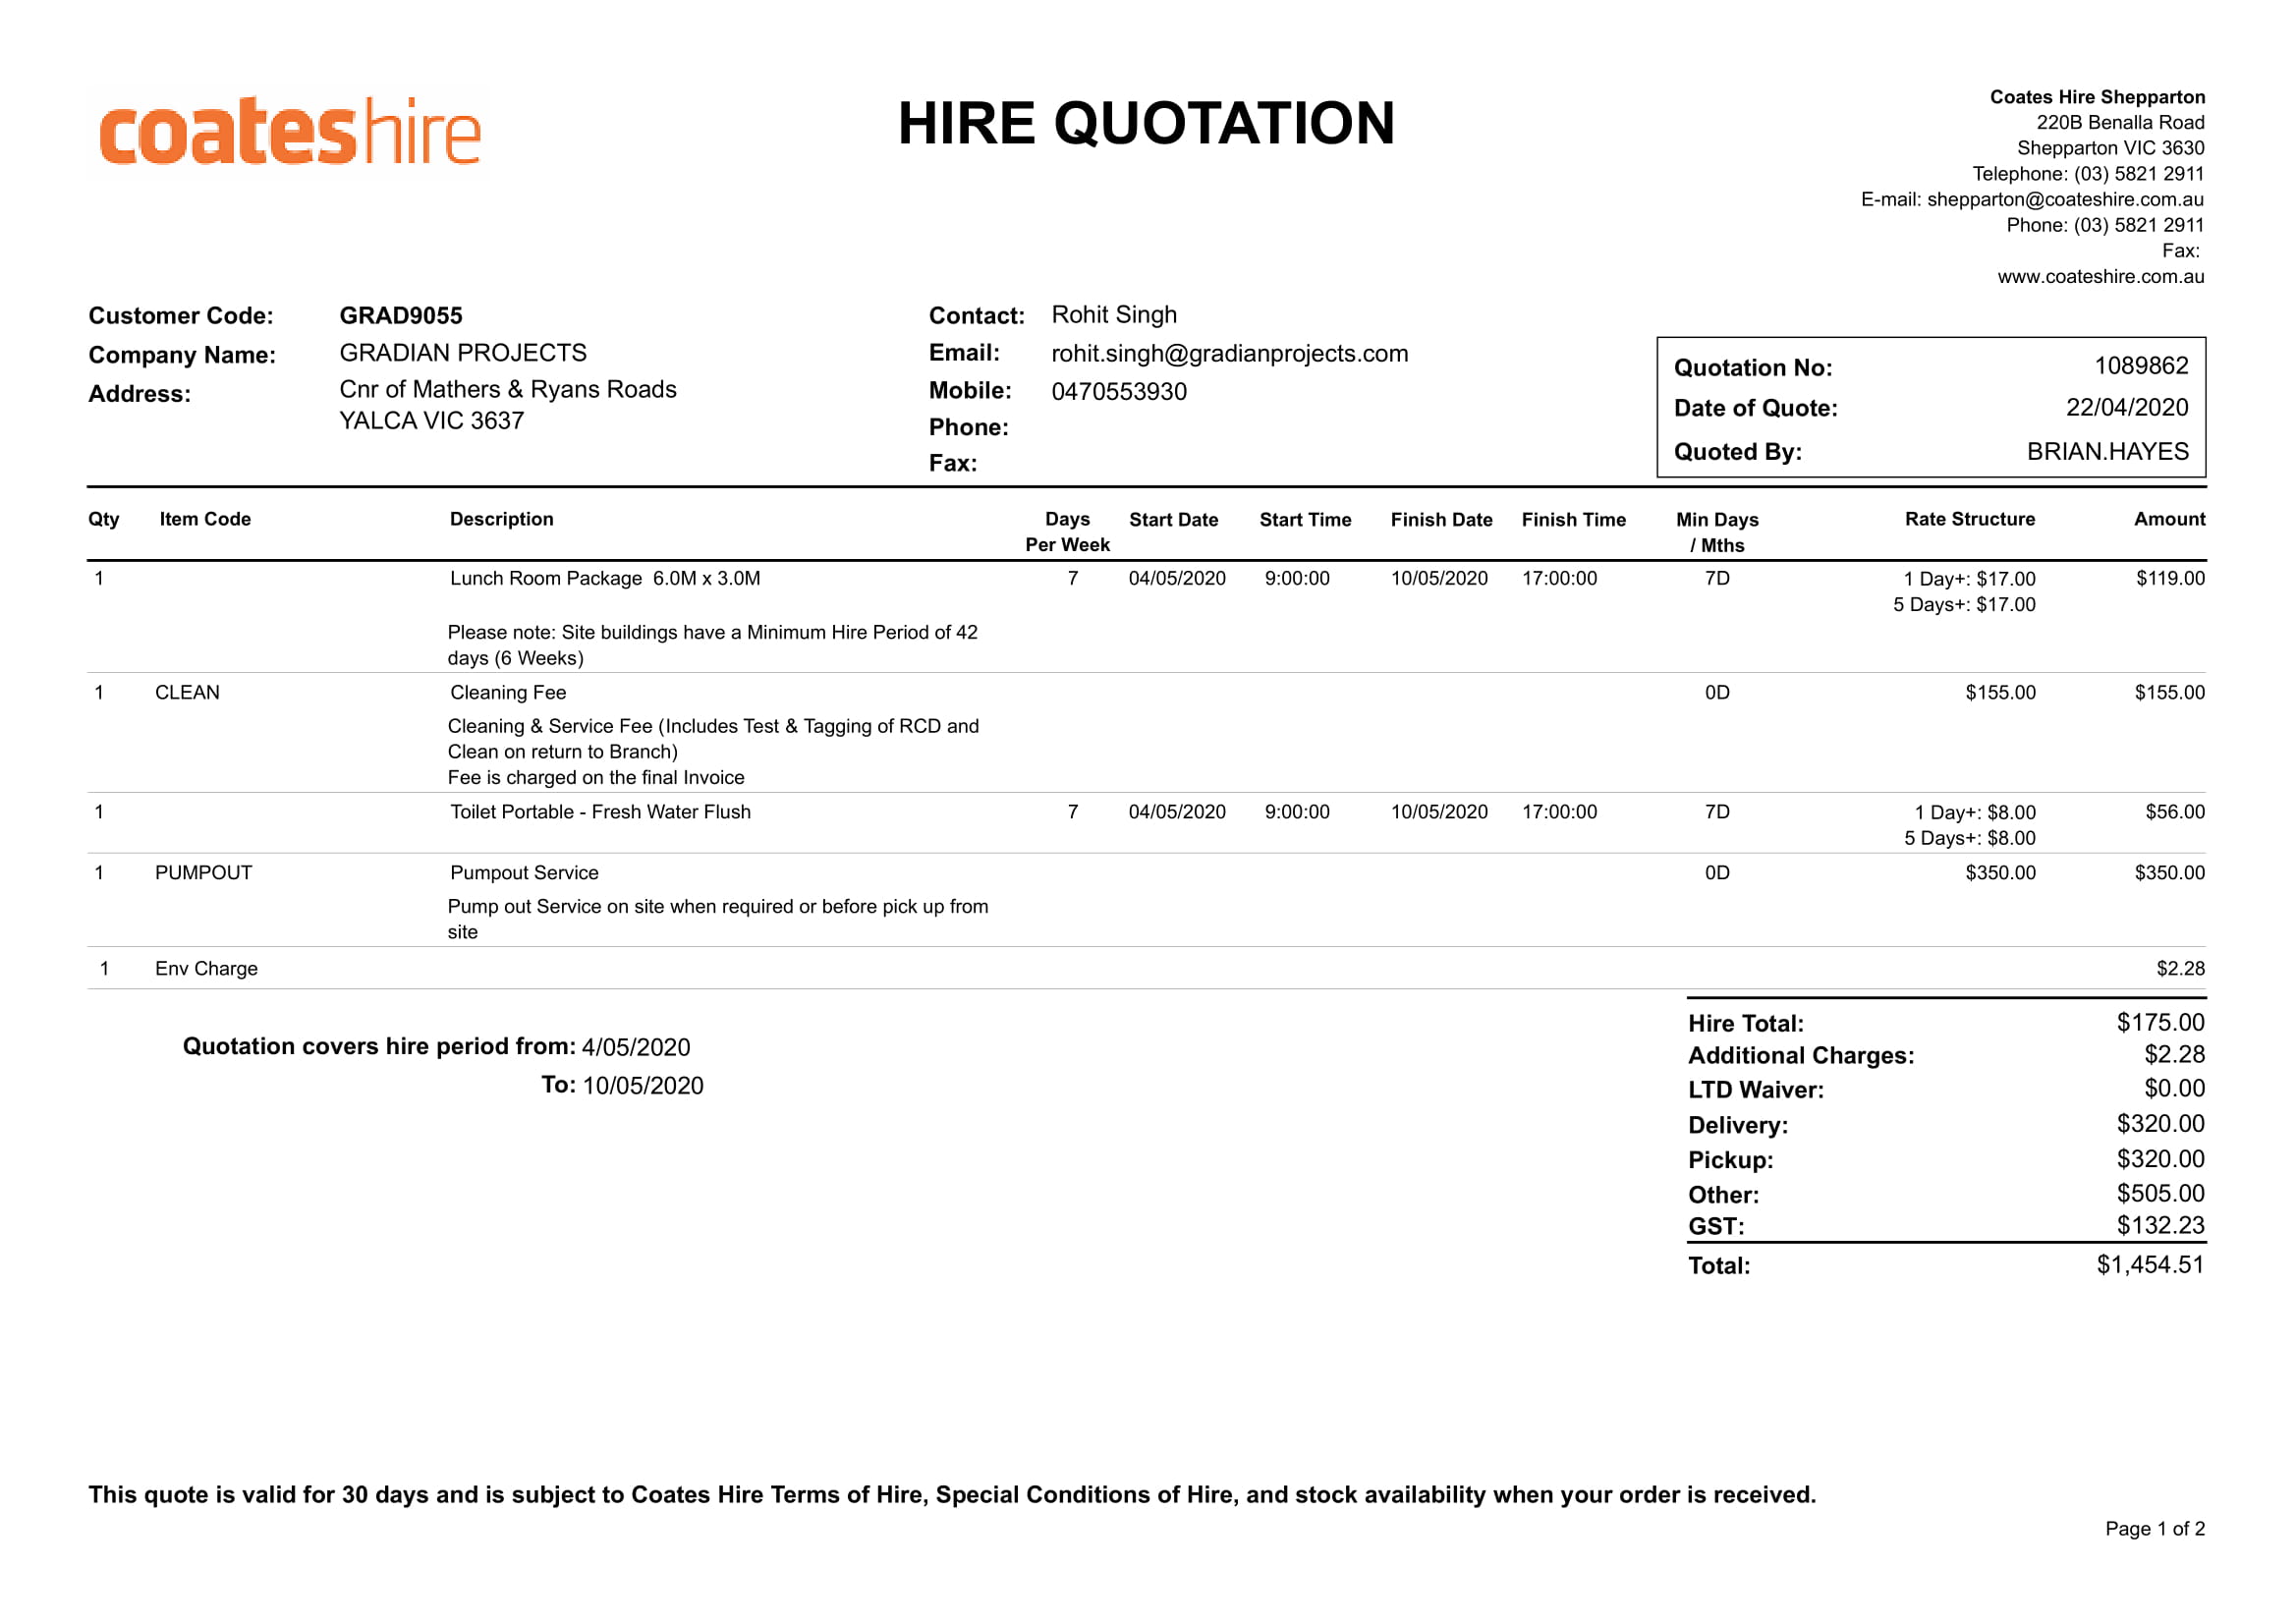 coateshire
HIRE QUOTATION
Coates Hire Shepparton
220B Benalla Road
Shepparton VIC 3630
Telephone: (03) 5821 2911
E-mail: shepparton@coateshire.com.au
Phone: (03) 5821 2911
Fax:
www.coateshire.com.au
Customer Code: GRAD9055
Company Name: GRADIAN PROJECTS
Address: Cnr of Mathers & Ryans Roads
YALCA VIC 3637
Contact: Rohit Singh
Email: rohit.singh@gradianprojects.com
Mobile: 0470553930
Phone:
Fax:
Quotation No: 1089862
Date of Quote: 22/04/2020
Quoted By: BRIAN.HAYES
Qty Item Code Description Days Start Date Start Time Finish Date Finish Time Min Days Rate Structure Amount
Per Week / Mths
1 Lunch Room Package 6.0M x 3.0M 7 04/05/2020 9:00:00 10/05/2020 17:00:00 7D 1 Day+: $17.00 $119.00
5 Days+: $17.00
Please note: Site buildings have a Minimum Hire Period of 42
days (6 Weeks)
1 CLEAN Cleaning Fee 0D $155.00 $155.00
Cleaning & Service Fee (Includes Test & Tagging of RCD and
Clean on return to Branch)
Fee is charged on the final Invoice
1 Toilet Portable - Fresh Water Flush 7 04/05/2020 9:00:00 10/05/2020 17:00:00 7D 1 Day+: $8.00 $56.00
5 Days+: $8.00
1 PUMPOUT Pumpout Service 0D $350.00 $350.00
Pump out Service on site when required or before pick up from
site
1 Env Charge $2.28
Quotation covers hire period from: 4/05/2020
To: 10/05/2020
Hire Total: $175.00
Additional Charges: $2.28
LTD Waiver: $0.00
Delivery: $320.00
Pickup: $320.00
Other: $505.00
GST: $132.23
Total: $1,454.51
This quote is valid for 30 days and is subject to Coates Hire Terms of Hire, Special Conditions of Hire, and stock availability when your order is received.
Page 1 of 2